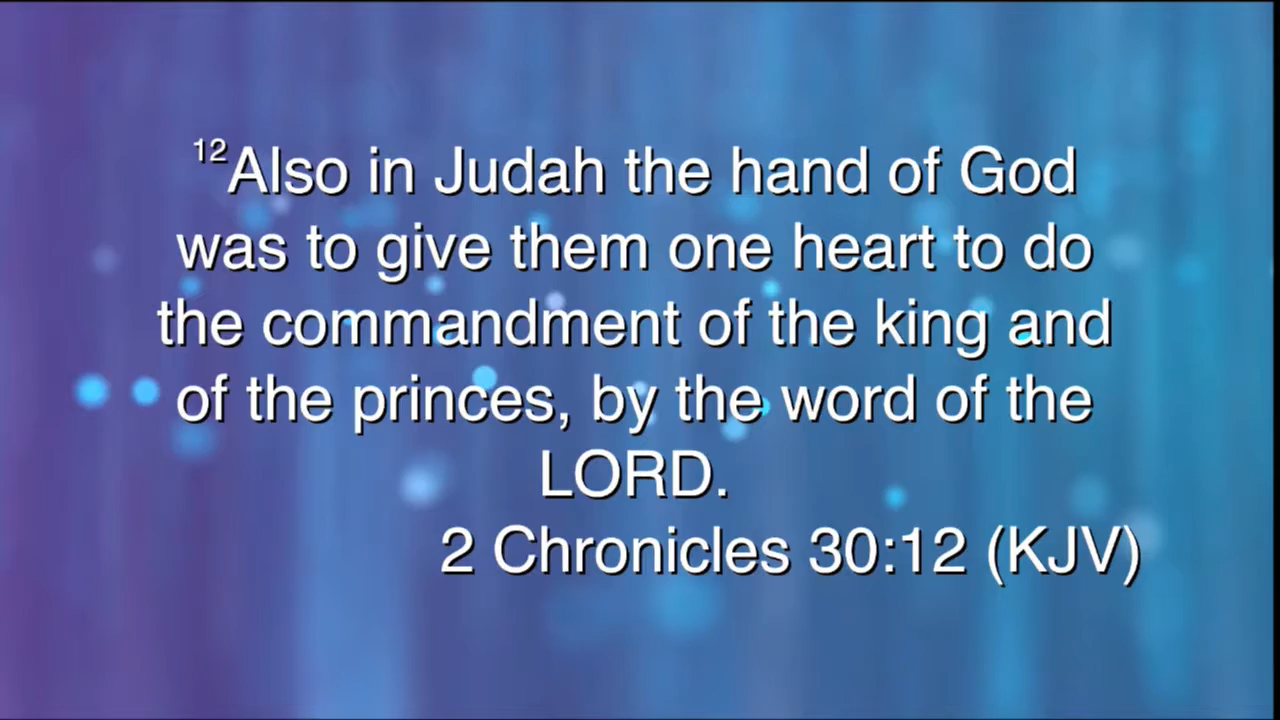 12Also in Judah the hand of God
was to give them one heart to do
the commandment of the king and
of the princes, by the word of the
LORD.
2 Chronicles 30:12 (KJV)